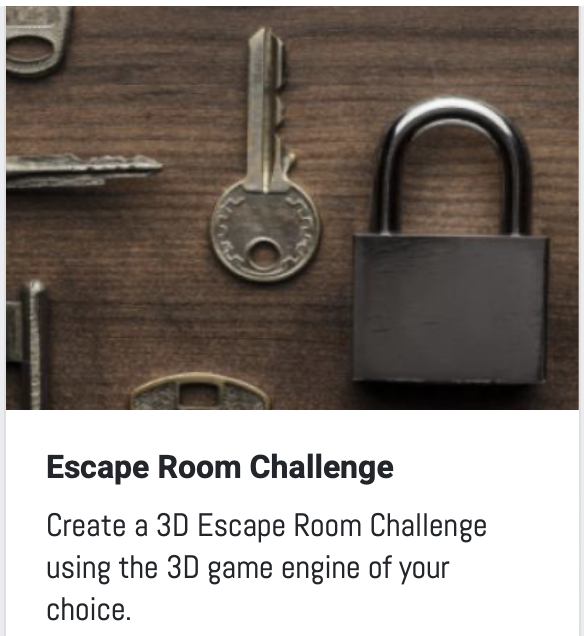 Escape Room Challenge
Create a 3D Escape Room Challenge
using the 3D game engine of your
choice.